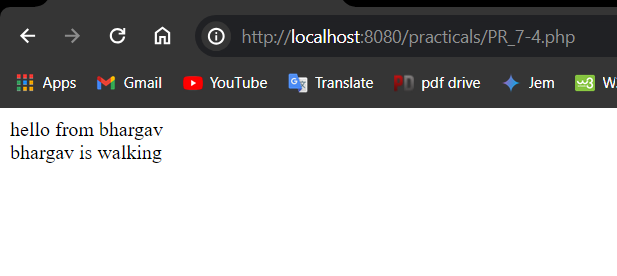 http://localhost:8080/practicals/PR_7-4.php
Apps Gmail YouTube Translate pdf drive Jem
hello from bhargav
bhargav is walking